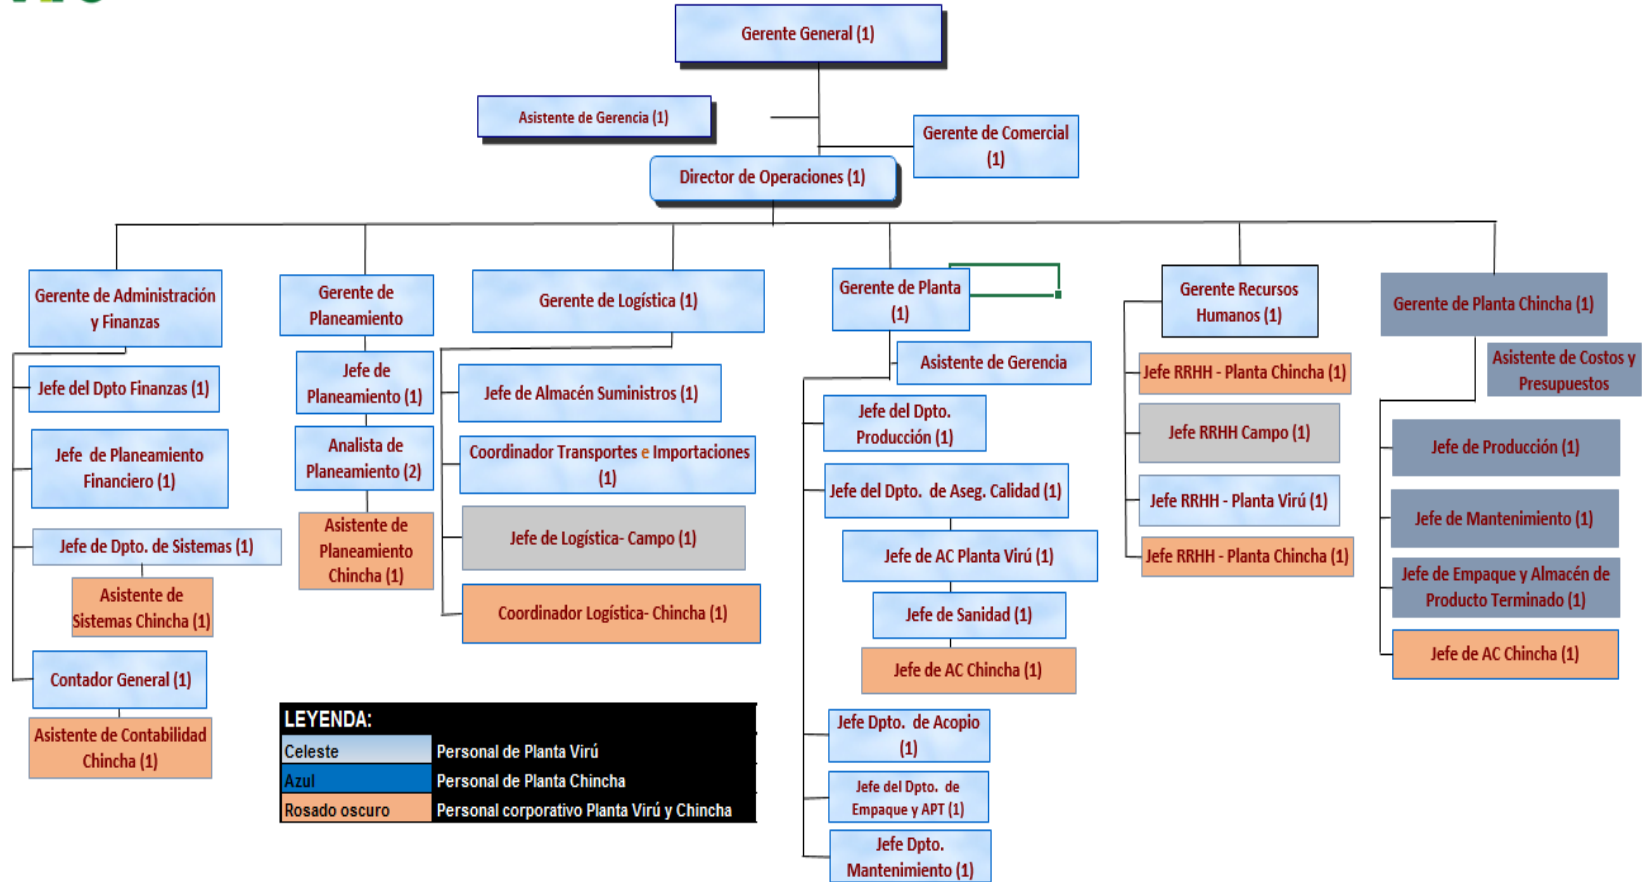 Gerente General (1)
Asistente de Gerencia (1)
Gerente de Comercial
(1)
Director de Operaciones (1)
Gerente de Administración
y Finanzas
Jefe del Dpto Finanzas (1)
Jefe de Planeamiento
Financiero (1)
Jefe de Dpto. de Sistemas (1)
Asistente de
Sistemas Chincha (1)
Contador General (1)
Asistente de Contabilidad
Chincha (1)
Gerente de
Planeamiento
Jefe de
Planeamiento (1)
Analista de
Planeamiento (2)
Asistente de
Planeamiento
Chincha (1)
Gerente de Logística (1)
Jefe de Almacén Suministros (1)
Coordinador Transportes e Importaciones
(1)
Jefe de Logística- Campo (1)
Coordinador Logística- Chincha (1)
Gerente de Planta
(1)
Asistente de Gerencia
Jefe del Dpto.
Producción (1)
Jefe del Dpto. de Aseg. Calidad (1)
Jefe de AC Planta Virú (1)
Jefe de Sanidad (1)
Jefe de AC Chincha (1)
Jefe Dpto. de Acopio
(1)
Jefe del Dpto. de
Empaque y APT (1)
Jefe Dpto.
Mantenimiento (1)
Gerente Recursos
Humanos (1)
Jefe RRHH - Planta Chincha (1)
Jefe RRHH Campo (1)
Jefe RRHH - Planta Virú (1)
Jefe RRHH - Planta Chincha (1)
Gerente de Planta Chincha (1)
Asistente de Costos y
Presupuestos
Jefe de Producción (1)
Jefe de Mantenimiento (1)
Jefe de Empaque y Almacén de
Producto Terminado (1)
Jefe de AC Chincha (1)
LEYENDA:
Celeste Personal de Planta Virú
Azul Personal de Planta Chincha
Rosado oscuro Personal corporativo Planta Virú y Chincha